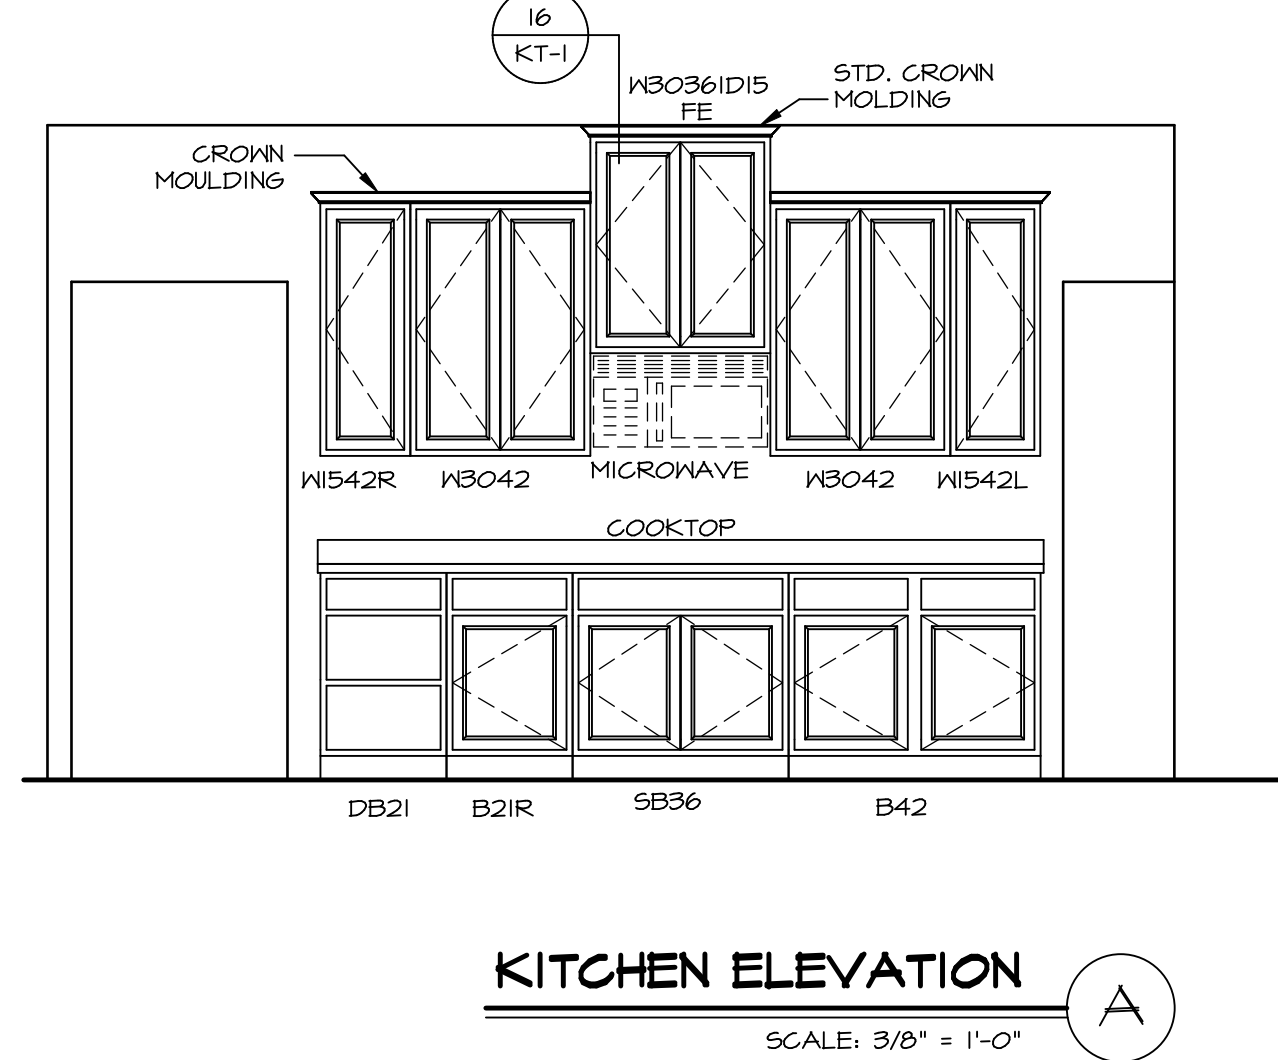 16
KT-1
W30361D15
FE
STD. CROWN
MOLDING
CROWN
MOULDING
W1542R
W3042
MICROWAVE
W3042
W1542L
COOKTOP
DB21
B21R
SB36
B42
KITCHEN ELEVATION
A
SCALE: 3/8" = 1'-0"